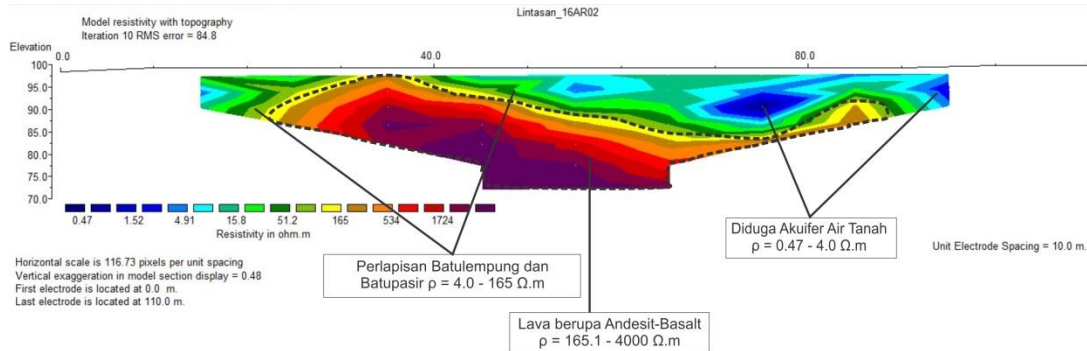 Lintasan_16AR02
Model resistivity with topography
Iteration 10 RMS error = 84.8
Elevation
0.0 40.0 80.0
100
95.0
90.0
85.0
80.0
75.0
70.0
0.47 1.52 4.91 15.8 51.2 165 534 1724
Resistivity in ohm.m
Horizontal scale is 116.73 pixels per unit spacing
Vertical exaggeration in model section display = 0.48
First electrode is located at 0.0 m.
Last electrode is located at 110.0 m.
Perlapisan Batulempung dan
Batupasir ρ = 4.0 - 165 Ω.m
Lava berupa Andesit-Basalt
ρ = 165.1 - 4000 Ω.m
Diduga Akuifer Air Tanah
ρ = 0.47 - 4.0 Ω.m
Unit Electrode Spacing = 10.0 m.